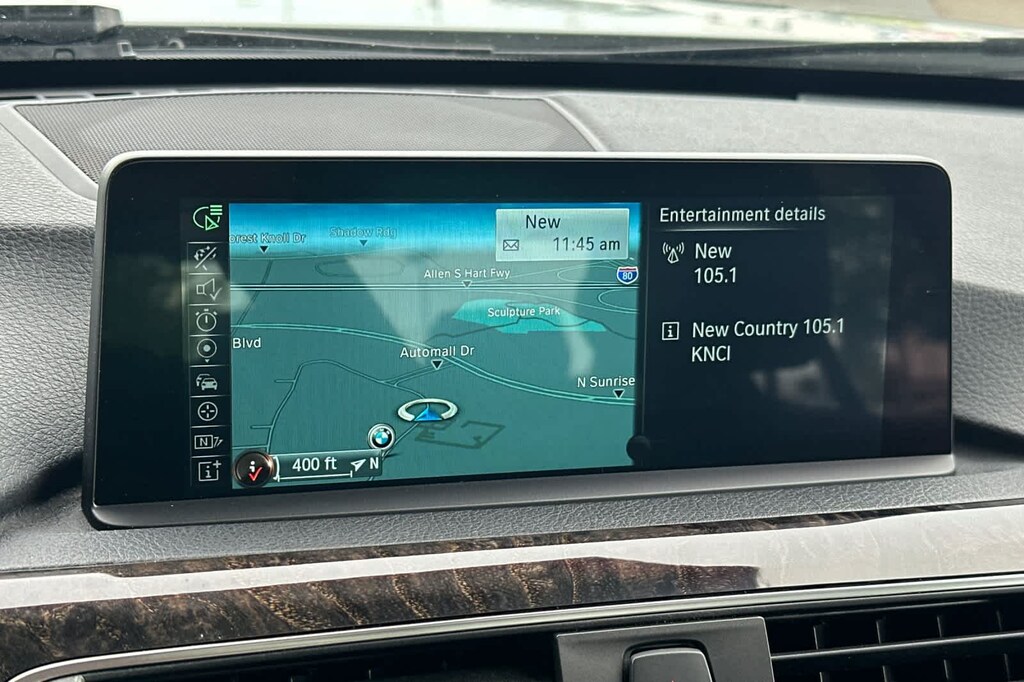 New
11:45 am
orest Knoll Dr
Shadow Rdg
Allen S Hart Fwy
80
Sculpture Park
Blvd
Automall Dr
N Sunrise
400 ft
N
N
Entertainment details
New
105.1
New Country 105.1
KNCI